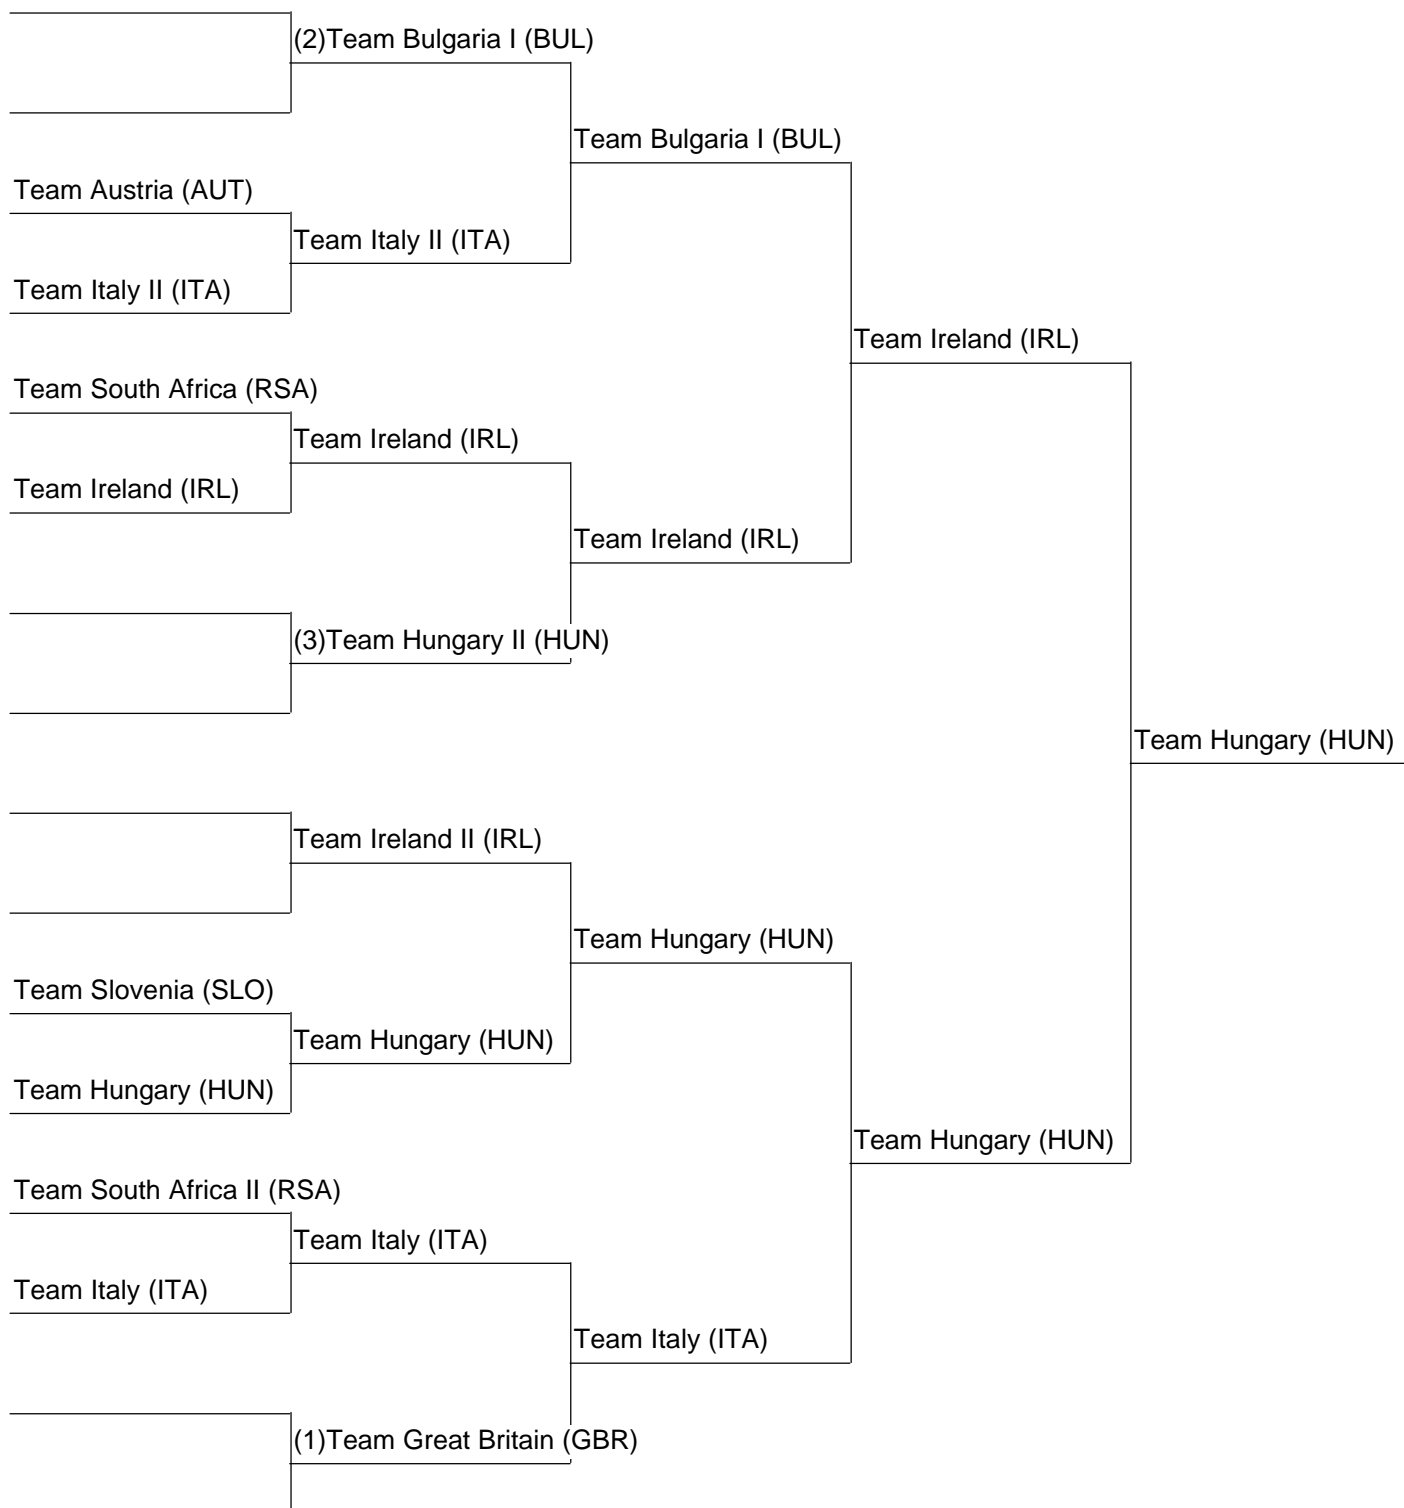 (2)Team Bulgaria I (BUL)
Team Bulgaria I (BUL)
Team Austria (AUT)
Team Italy II (ITA)
Team Italy II (ITA)
Team Ireland (IRL)
Team South Africa (RSA)
Team Ireland (IRL)
Team Ireland (IRL)
Team Ireland (IRL)
(3)Team Hungary II (HUN)
Team Hungary (HUN)
Team Ireland II (IRL)
Team Hungary (HUN)
Team Slovenia (SLO)
Team Hungary (HUN)
Team Hungary (HUN)
Team Hungary (HUN)
Team South Africa II (RSA)
Team Italy (ITA)
Team Italy (ITA)
Team Italy (ITA)
(1)Team Great Britain (GBR)